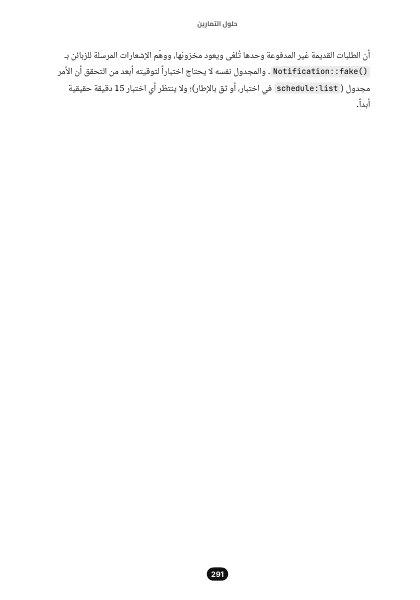 حلول التمارين
أن الطلبات القديمة غير المدفوعة وحدها تُلغى ويعود مخزونها، ووهّم الإشعارات المرسلة للزبائن بـ
Notification::fake() . والمجدول نفسه لا يحتاج اختباراً لتوقيته أبعد من التحقق أن الأمر
مجدول (schedule:list في اختبار، أو ثق بالإطار)؛ ولا ينتظر أي اختبار 15 دقيقة حقيقية
أبداً.
291